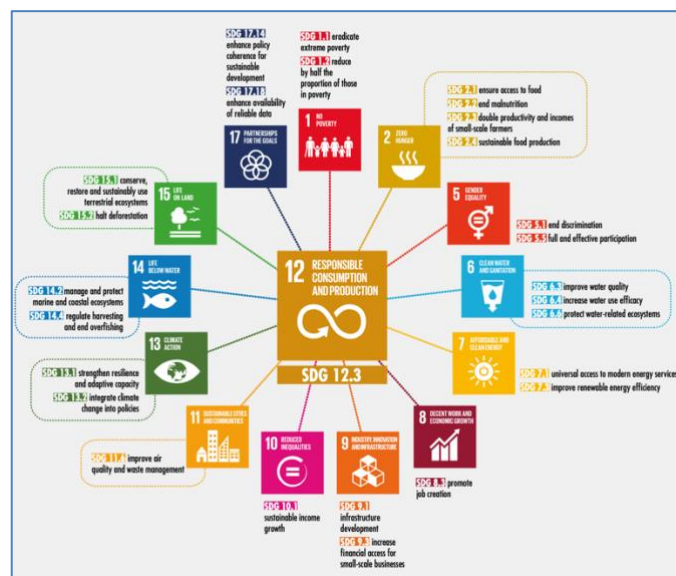 SDG 17.14
enhance policy
coherence for
sustainable
development
SDG 17.18
enhance availability
of reliable data
17 PARTNERSHIPS
FOR THE GOALS
SDG 1.1 eradicate
extreme poverty
SDG 1.2 reduce
by half the
proportion of those
in poverty
1 NO
POVERTY
2 ZERO
HUNGER
SDG 2.1 ensure access to food
SDG 2.2 end malnutrition
SDG 2.3 double productivity and incomes
of small-scale farmers
SDG 2.4 sustainable food production
5 GENDER
EQUALITY
SDG 5.1 end discrimination
SDG 5.5 full and effective participation
6 CLEAN WATER
AND SANITATION
SDG 6.3 improve water quality
SDG 6.4 increase water use efficacy
SDG 6.6 protect water-related ecosystems
7 AFFORDABLE AND
CLEAN ENERGY
SDG 7.1 universal access to modern energy services
SDG 7.3 improve renewable energy efficiency
8 DECENT WORK AND
ECONOMIC GROWTH
SDG 8.3 promote
job creation
9 INDUSTRY, INNOVATION
AND INFRASTRUCTURE
SDG 9.1
infrastructure
development
SDG 9.3 increase
financial access for
small-scale businesses
10 REDUCED
INEQUALITIES
SDG 10.1
sustainable income
growth
11 SUSTAINABLE CITIES
AND COMMUNITIES
SDG 11.6 improve air
quality and waste management
13 CLIMATE
ACTION
SDG 13.1 strengthen resilience
and adaptive capacity
SDG 13.2 integrate climate
change into policies
14 LIFE
BELOW WATER
SDG 14.2 manage and protect
marine and coastal ecosystems
SDG 14.4 regulate harvesting
and end overfishing
15 LIFE
ON LAND
SDG 15.1 conserve,
restore and sustainably use
terrestrial ecosystems
SDG 15.2 halt deforestation
12 RESPONSIBLE
CONSUMPTION
AND PRODUCTION
SDG 12.3